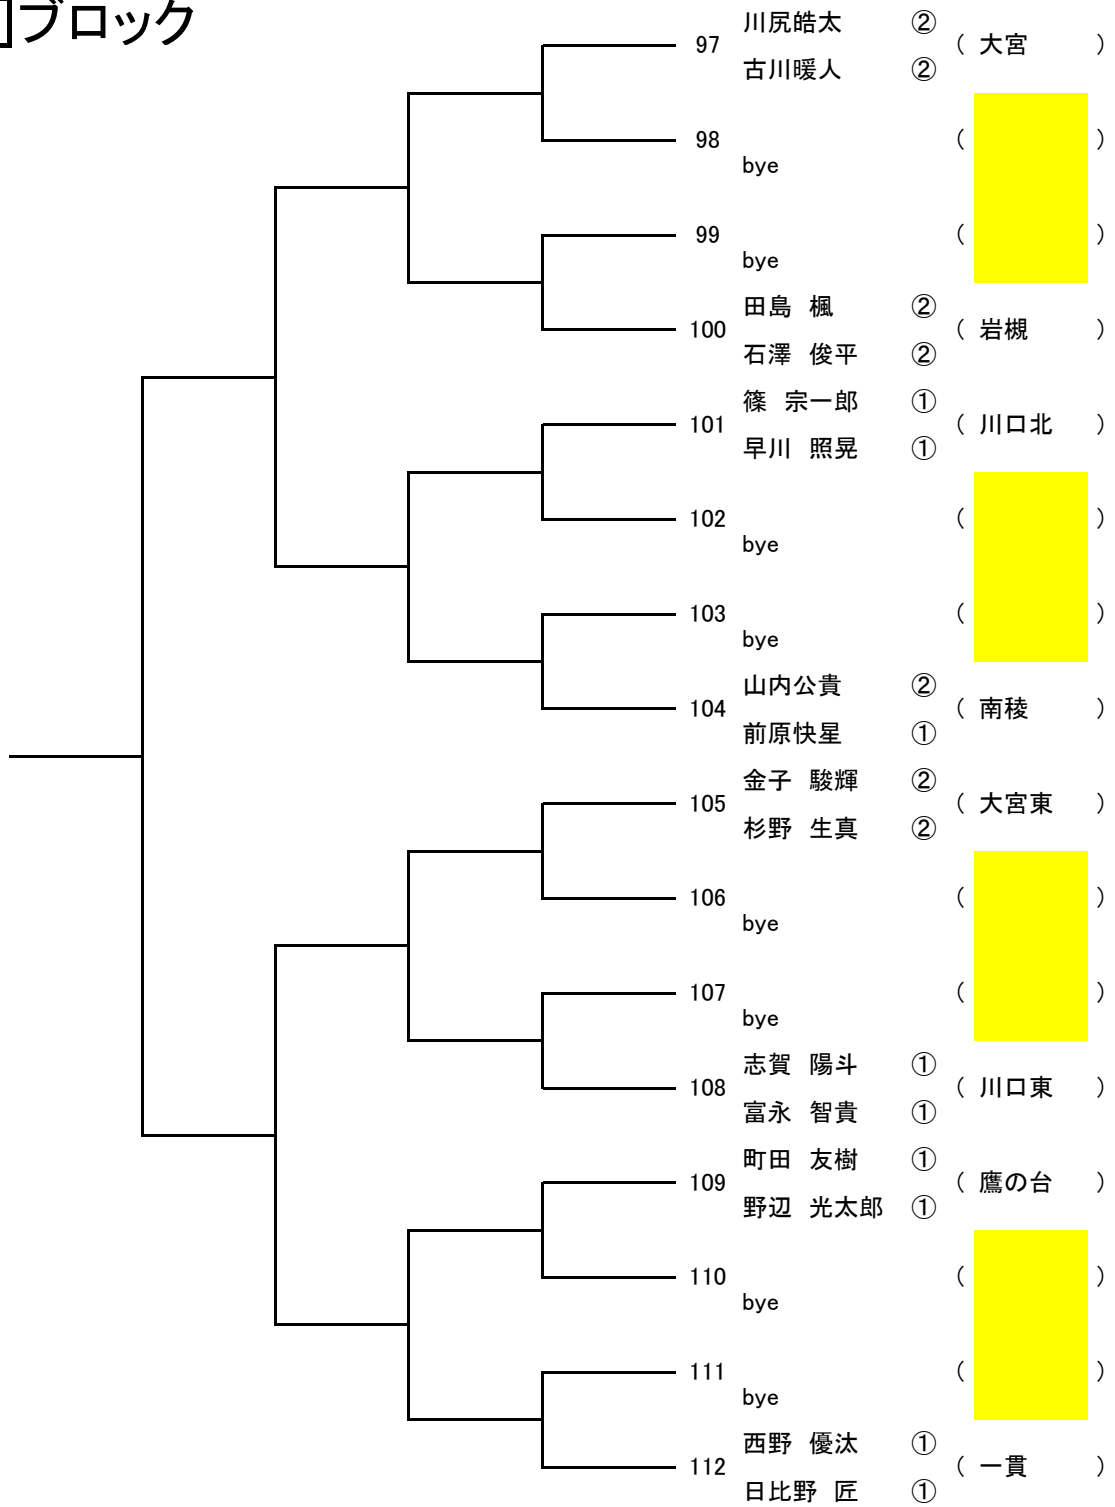 ブロック
川尻皓太 ②
97 ( 大宮 )
古川暖人 ②
98 ( )
bye
99 ( )
bye
田島 楓 ②
100 ( 岩槻 )
石澤 俊平 ②
篠 宗一郎 ①
101 ( 川口北 )
早川 照晃 ①
102 ( )
bye
103 ( )
bye
山内公貴 ②
104 ( 南稜 )
前原快星 ①
金子 駿輝 ②
105 ( 大宮東 )
杉野 生真 ②
106 ( )
bye
107 ( )
bye
志賀 陽斗 ①
108 ( 川口東 )
富永 智貴 ①
町田 友樹 ①
109 ( 鷹の台 )
野辺 光太郎 ①
110 ( )
bye
111 ( )
bye
西野 優汰 ①
112 ( 一貫 )
日比野 匠 ①